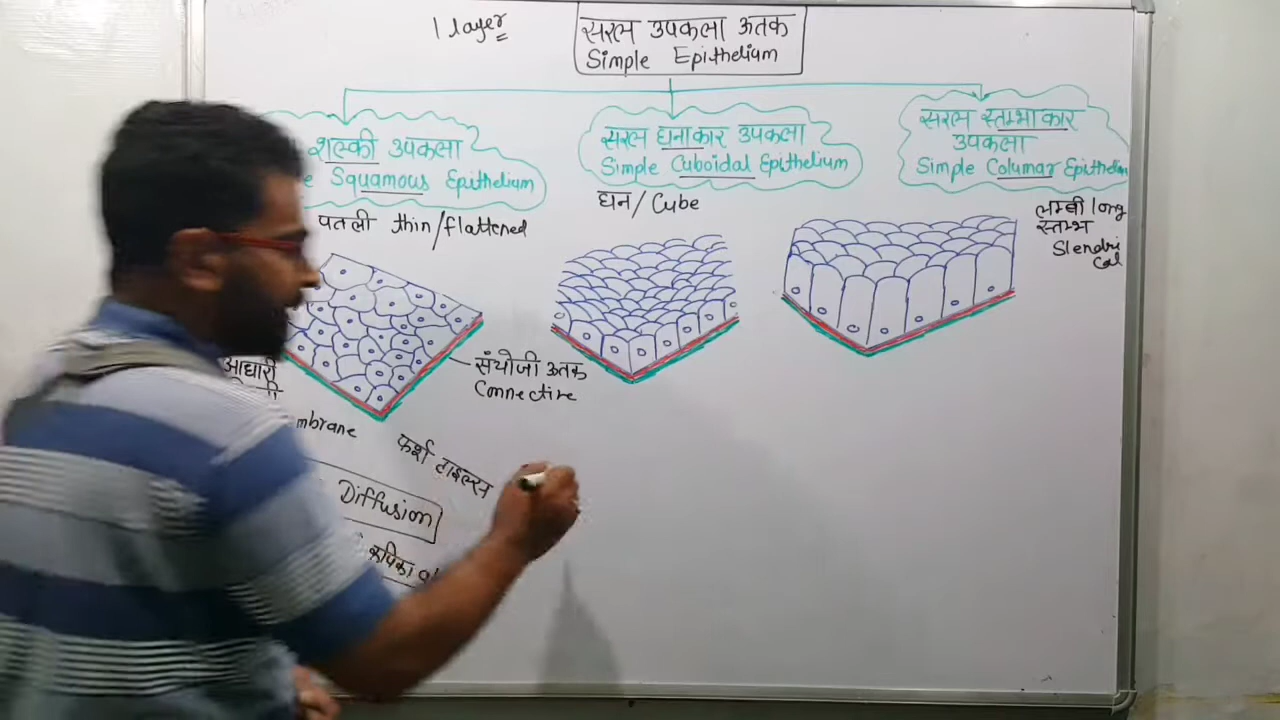 1 layer
सरल उपकला ऊतक
Simple Epithelium
शल्की उपकला
Squamous Epithelium
पतली thin/flattened
सरल घनाकार उपकला
Simple Cuboidal Epithelium
घन / Cube
सरल स्तम्भाकार
उपकला
Simple Columar Epithelium
लम्बी long
स्तम्भ
Slendri
cal
आधारी
संयोजी ऊतक
Connective
mbrane
फर्श टाइल्स
Diffusion
कूपिका